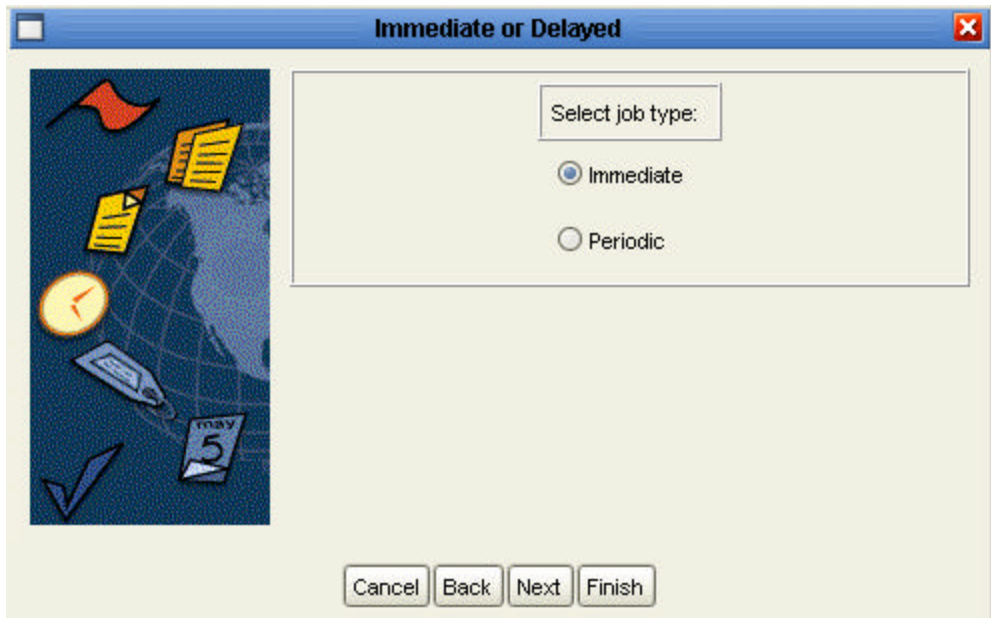 Immediate or Delayed
Select job type:
Immediate
Periodic
may
5
Cancel Back Next Finish